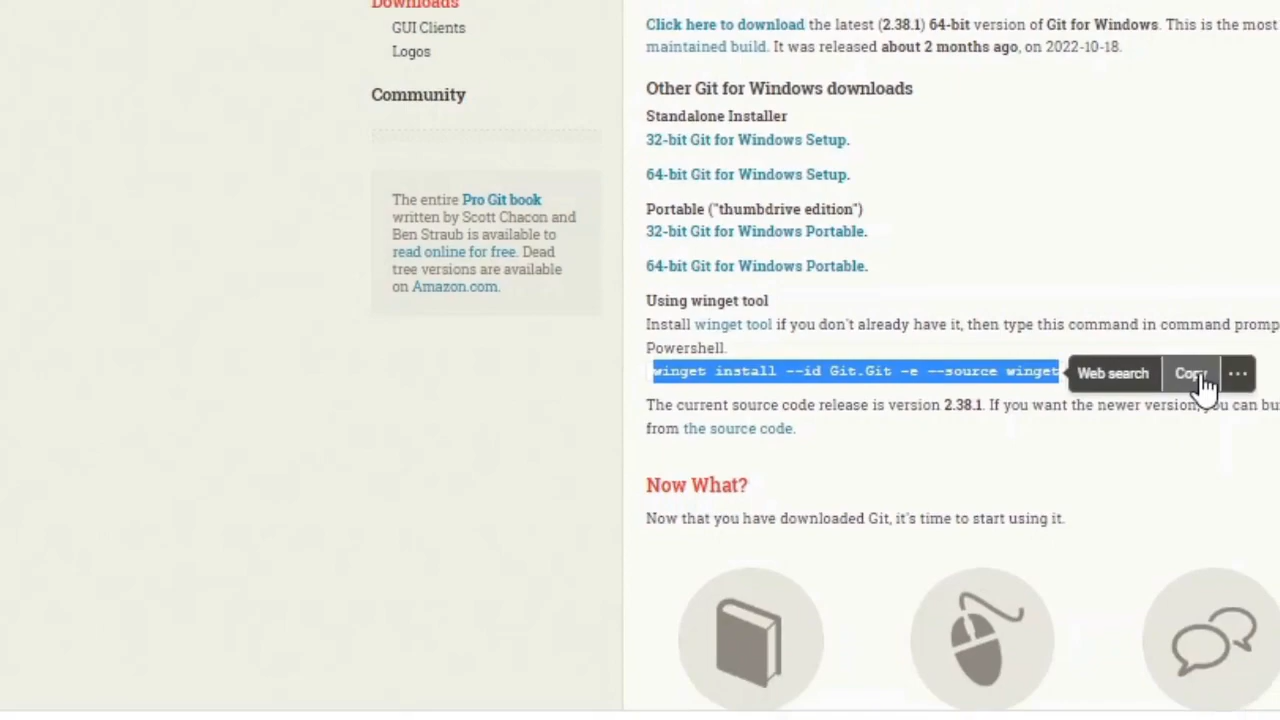 Downloads
GUI Clients
Logos
Community
The entire Pro Git book
written by Scott Chacon and
Ben Straub is available to
read online for free. Dead
tree versions are available
on Amazon.com.
Click here to download the latest (2.38.1) 64-bit version of Git for Windows. This is the most
maintained build. It was released about 2 months ago, on 2022-10-18.
Other Git for Windows downloads
Standalone Installer
32-bit Git for Windows Setup.
64-bit Git for Windows Setup.
Portable ("thumbdrive edition")
32-bit Git for Windows Portable.
64-bit Git for Windows Portable.
Using winget tool
Install winget tool if you don't already have it, then type this command in command promp
Powershell.
winget install --id Git.Git -e --source winget
Web search
Copy
The current source code release is version 2.38.1. If you want the newer version, you can bu
from the source code.
Now What?
Now that you have downloaded Git, it's time to start using it.